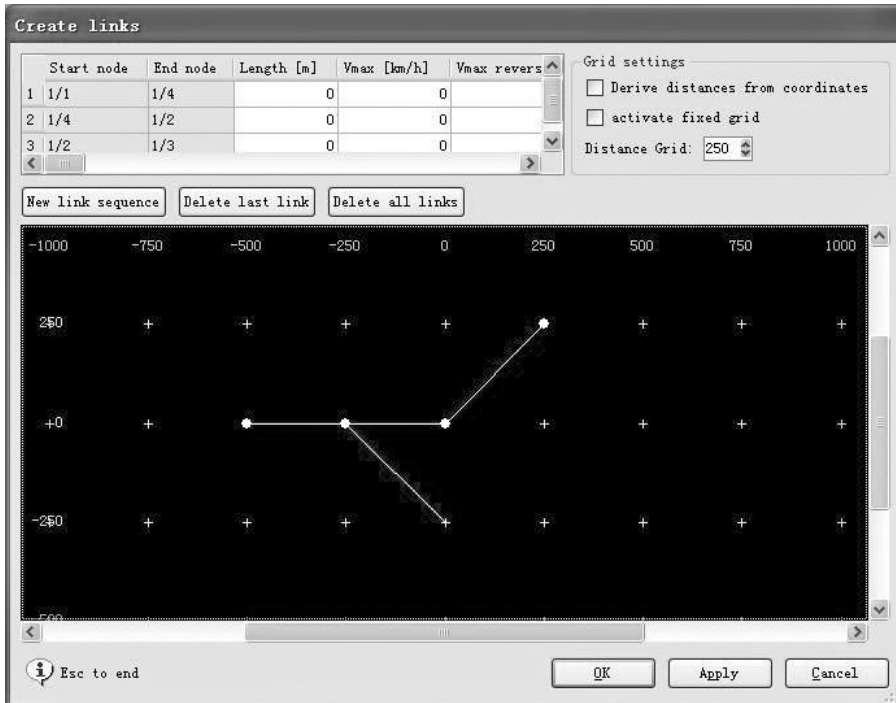 Create links
Start node End node Length [m] Vmax [km/h] Vmax revers
1 1/1 1/4 0 0
2 1/4 1/2 0 0
3 1/2 1/3 0 0
Grid settings
Derive distances from coordinates
activate fixed grid
Distance Grid: 250
New link sequence Delete last link Delete all links
-1000 -750 -500 -250 0 250 500 750 1000
250
+0
-250
Esc to end
OK Apply Cancel